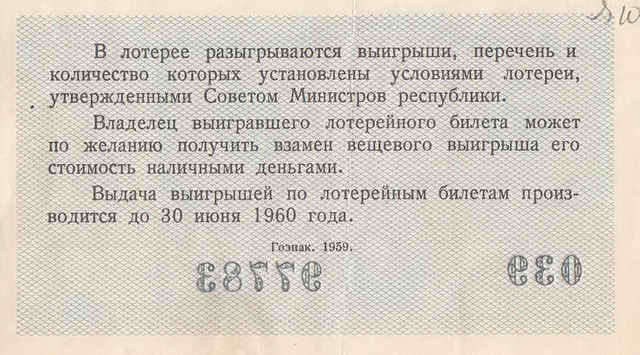 В лотерее разыгрываются выигрыши, перечень и
количество которых установлены условиями лотереи,
утвержденными Советом Министров республики.
Владелец выигравшего лотерейного билета может
по желанию получить взамен вещевого выигрыша его
стоимость наличными деньгами.
Выдача выигрышей по лотерейным билетам произ-
водится до 30 июня 1960 года.
Гознак. 1959.